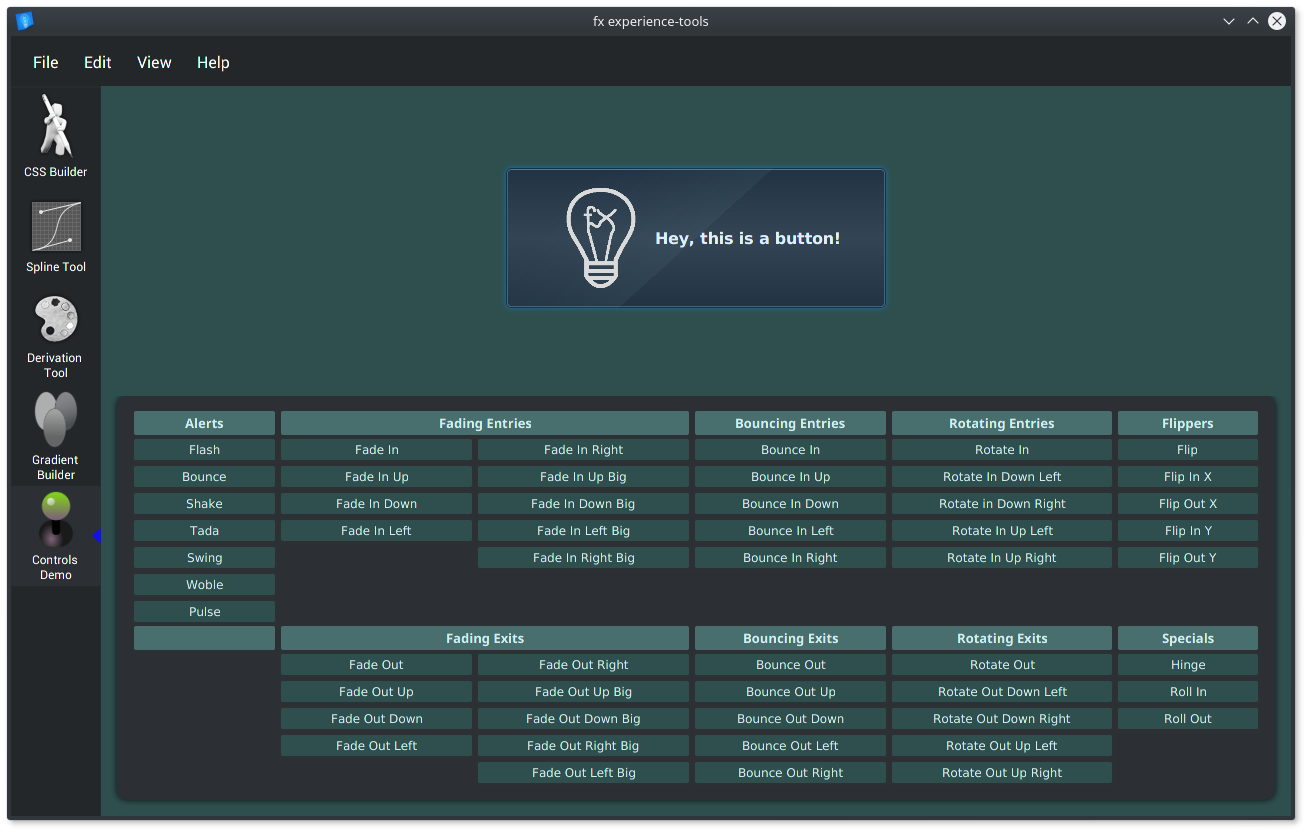 fx experience-tools
File Edit View Help
CSS Builder
Spline Tool
Derivation
Tool
Gradient
Builder
Controls
Demo
fx
Hey, this is a button!
Alerts Fading Entries Bouncing Entries Rotating Entries Flippers
Flash Fade In Fade In Right Bounce In Rotate In Flip
Bounce Fade In Up Fade In Up Big Bounce In Up Rotate In Down Left Flip In X
Shake Fade In Down Fade In Down Big Bounce In Down Rotate in Down Right Flip Out X
Tada Fade In Left Fade In Left Big Bounce In Left Rotate In Up Left Flip In Y
Swing Fade In Right Big Bounce In Right Rotate In Up Right Flip Out Y
Woble
Pulse
Fading Exits Bouncing Exits Rotating Exits Specials
Fade Out Fade Out Right Bounce Out Rotate Out Hinge
Fade Out Up Fade Out Up Big Bounce Out Up Rotate Out Down Left Roll In
Fade Out Down Fade Out Down Big Bounce Out Down Rotate Out Down Right Roll Out
Fade Out Left Fade Out Right Big Bounce Out Left Rotate Out Up Left
Fade Out Left Big Bounce Out Right Rotate Out Up Right